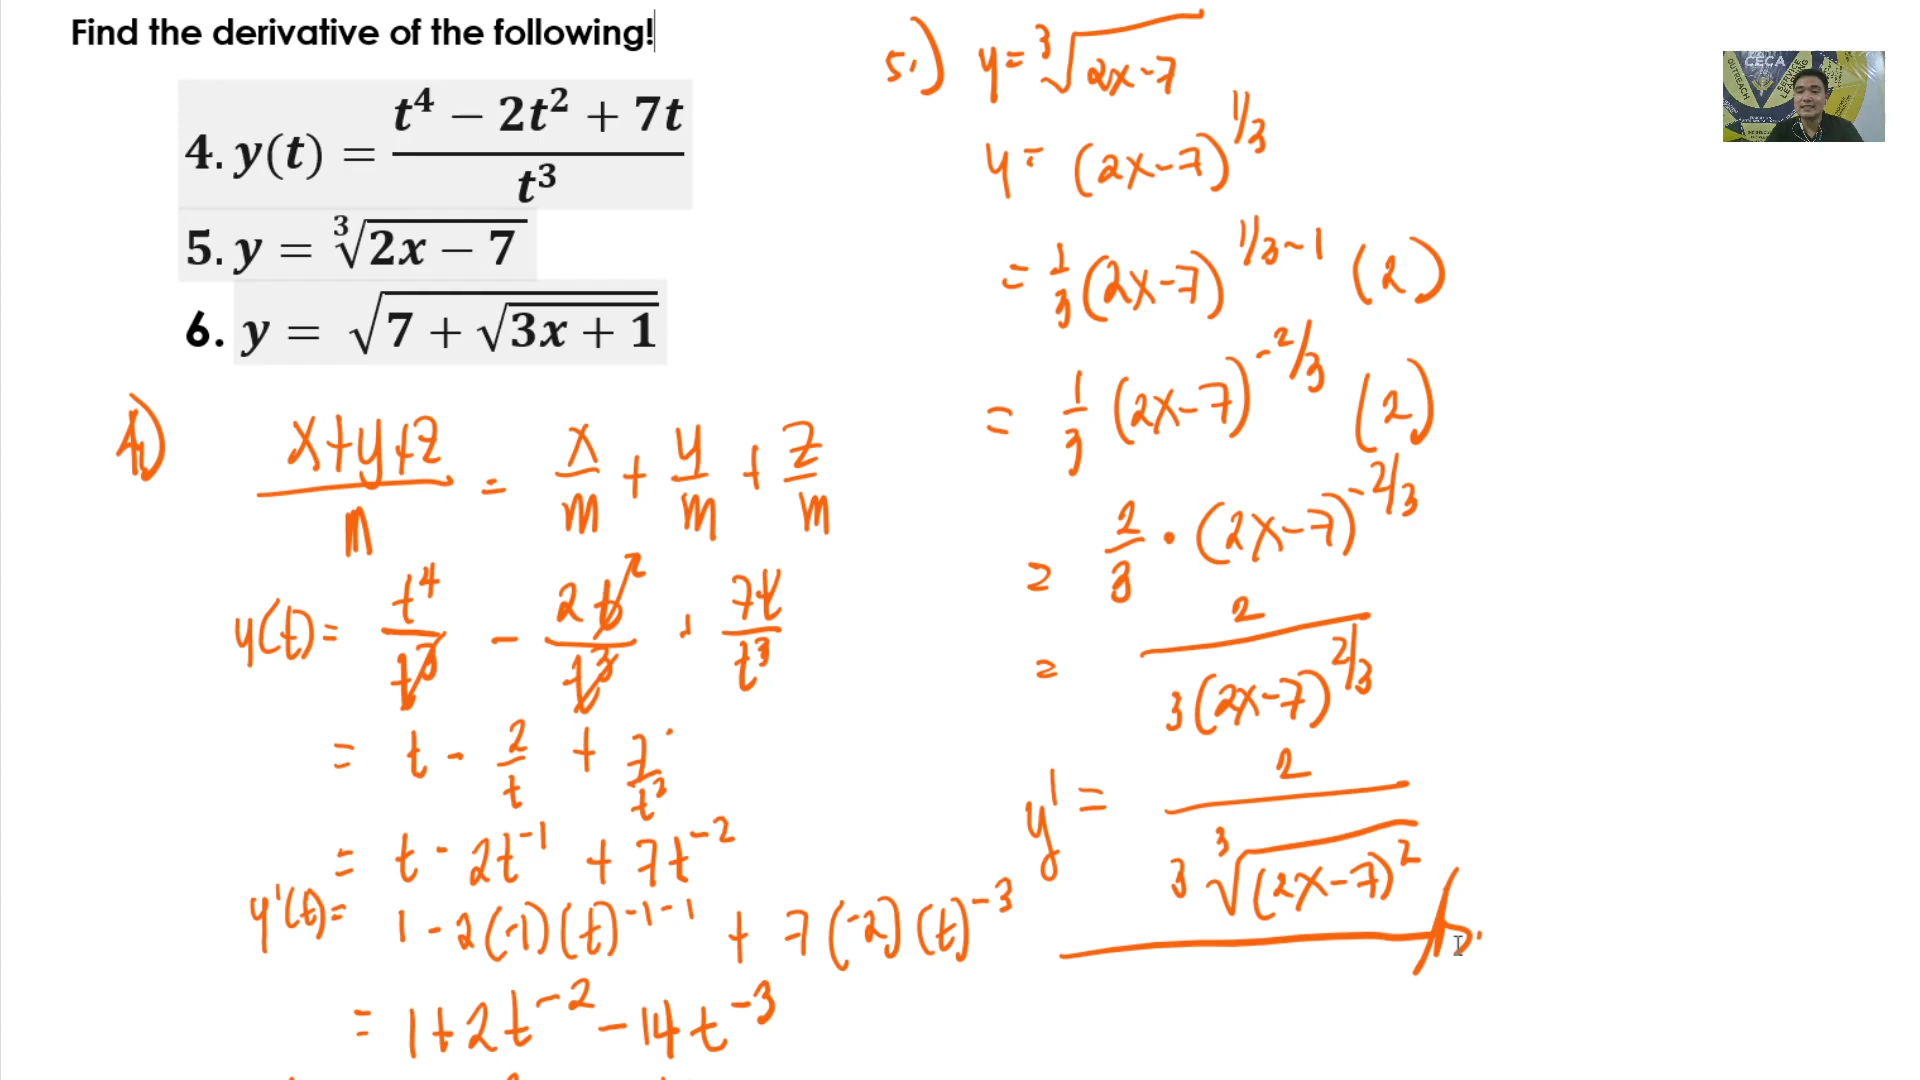 Find the derivative of the following!
4. y(t) = (t⁴ − 2t² + 7t)/t³
5. y = ∛(2x − 7)
6. y = √(7 + √(3x + 1))
4.) (x+y+z)/m = x/m + y/m + z/m
y(t) = t⁴/t³ - 2t²/t³ + 7t/t³
= t - 2/t + 7/t²
= t - 2t⁻¹ + 7t⁻²
y'(t) = 1 - 2(-1)(t)⁻¹⁻¹ + 7(-2)(t)⁻³
= 1+2t⁻² - 14t⁻³
5.) y = ∛(2x-7)
y = (2x-7)^(1/3)
= 1/3 (2x-7)^(1/3-1) (2)
= 1/3 (2x-7)^(-2/3) (2)
= 2/3 · (2x-7)^(-2/3)
= 2/(3(2x-7)^(2/3))
y' = 2/(3∛((2x-7)²))
CECA
OUTREACH
SERVICE
LEARNING